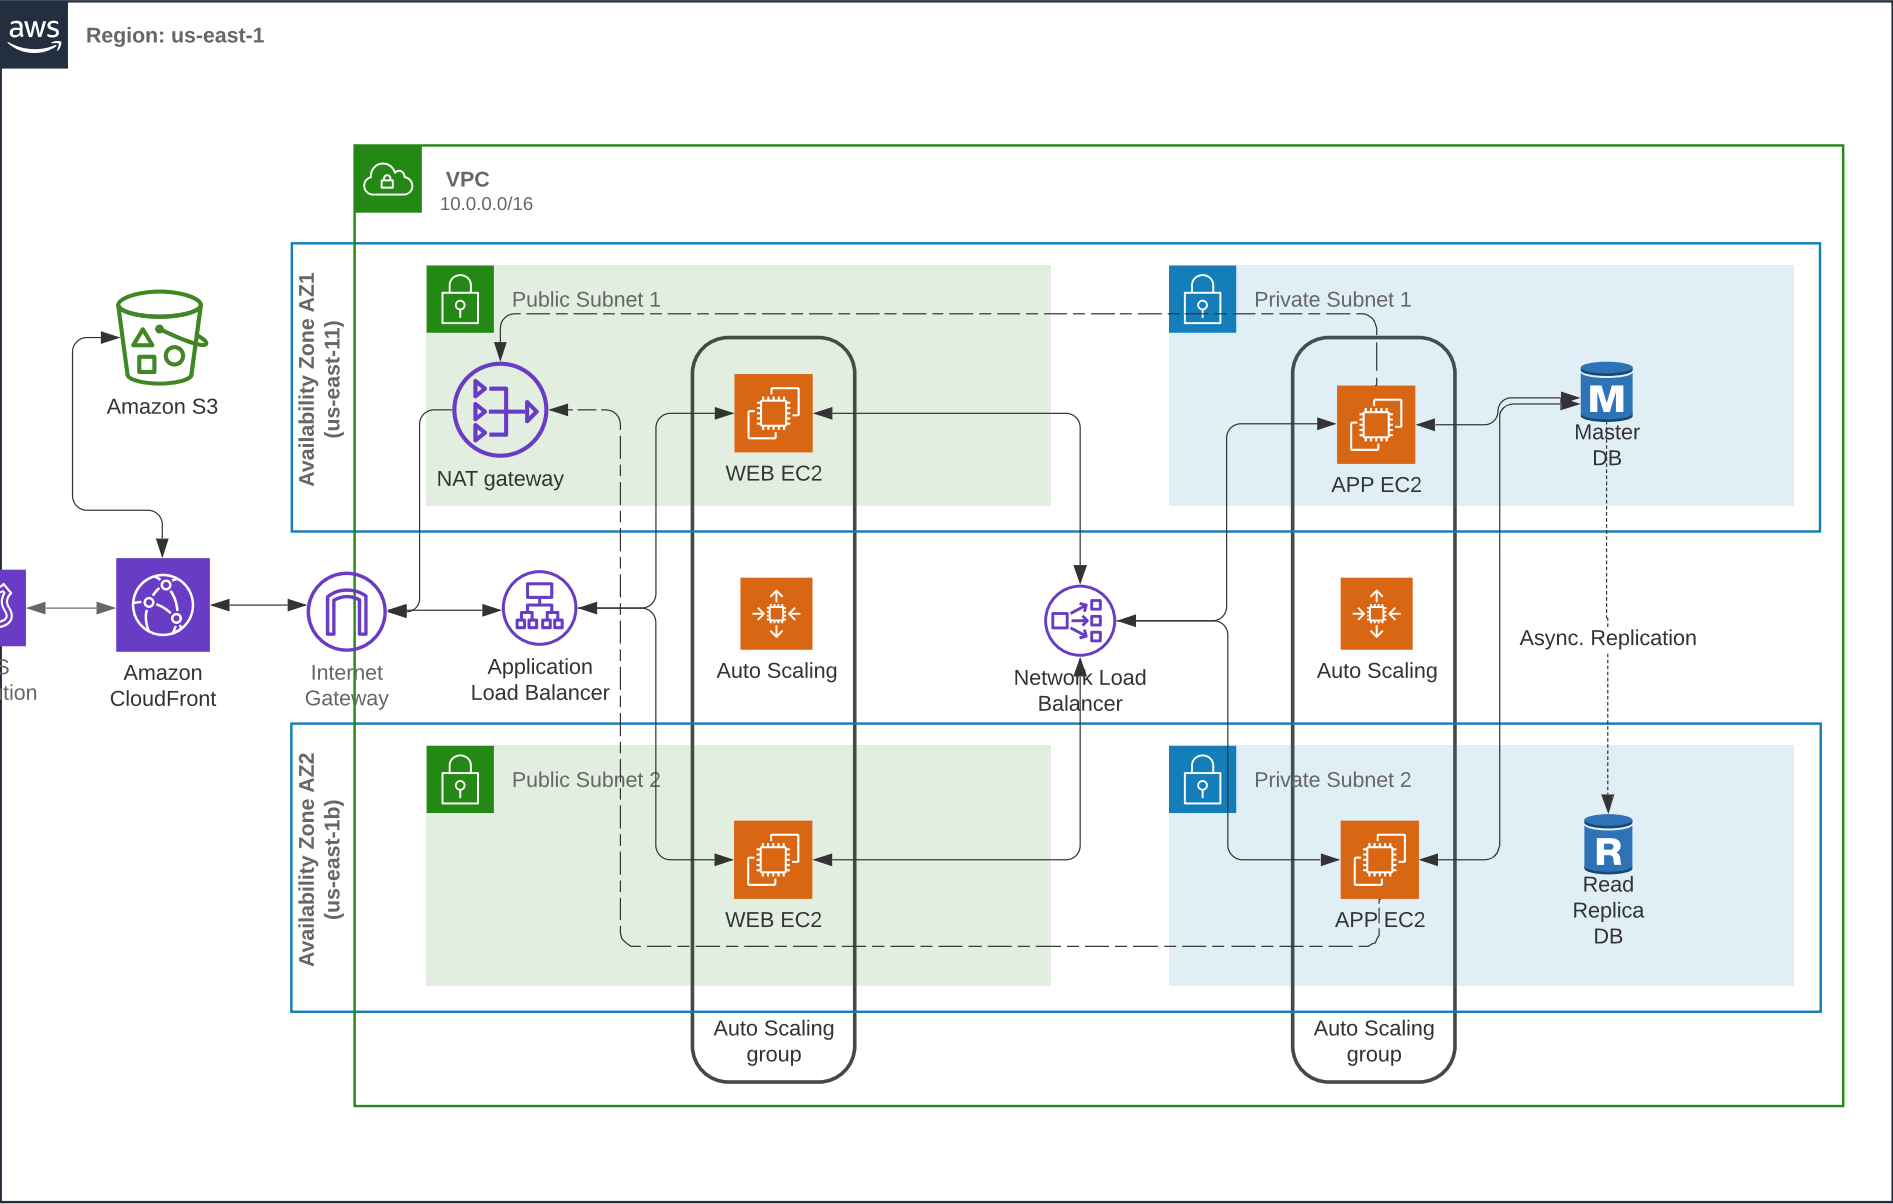 aws
Region: us-east-1
VPC
10.0.0.0/16
Availability Zone AZ1
(us-east-11)
Public Subnet 1
Private Subnet 1
Amazon S3
NAT gateway
WEB EC2
APP EC2
M
Master
DB
Amazon
CloudFront
Internet
Gateway
Application
Load Balancer
Auto Scaling
Network Load
Balancer
Auto Scaling
Async. Replication
S
tion
Availability Zone AZ2
(us-east-1b)
Public Subnet 2
Private Subnet 2
WEB EC2
APP EC2
R
Read
Replica
DB
Auto Scaling
group
Auto Scaling
group